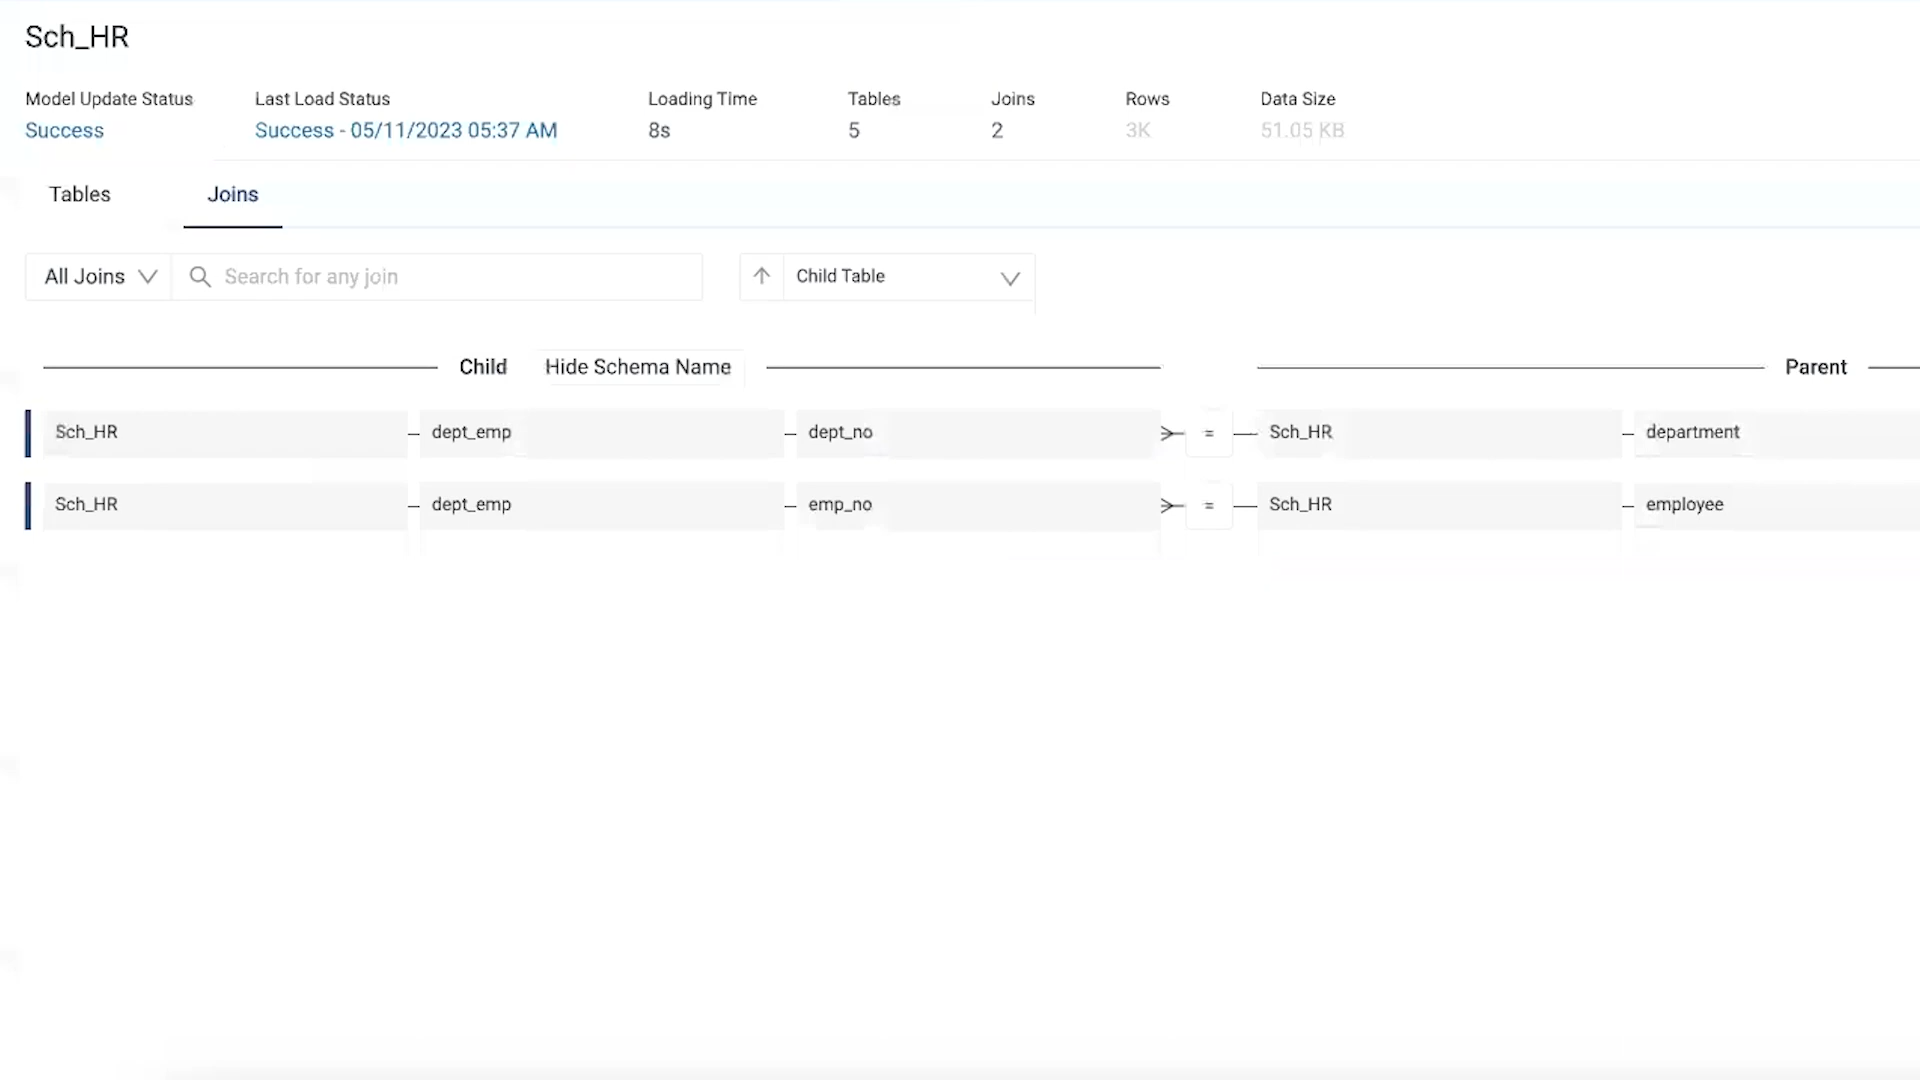 Sch_HR
Model Update Status Last Load Status Loading Time Tables Joins Rows Data Size
Success Success - 05/11/2023 05:37 AM 8s 5 2 3K 51.05 KB
Tables Joins
All Joins Search for any join Child Table
Child Hide Schema Name Parent
Sch_HR dept_emp dept_no = Sch_HR department
Sch_HR dept_emp emp_no = Sch_HR employee